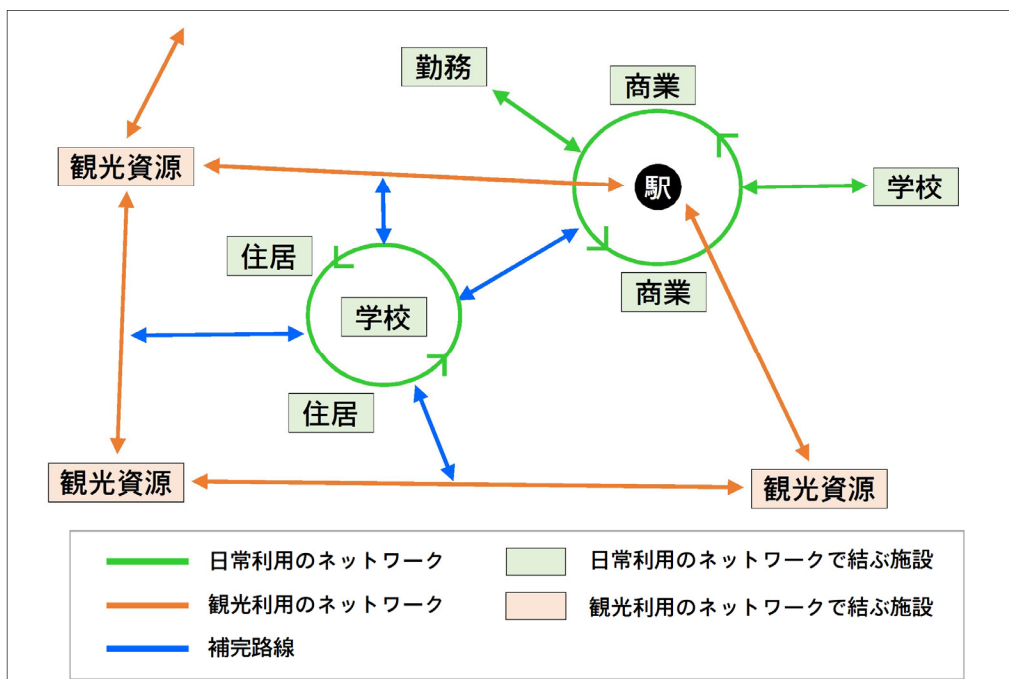 勤務
商業
観光資源
駅
学校
住居
商業
学校
住居
観光資源
観光資源
日常利用のネットワーク
日常利用のネットワークで結ぶ施設
観光利用のネットワーク
観光利用のネットワークで結ぶ施設
補完路線